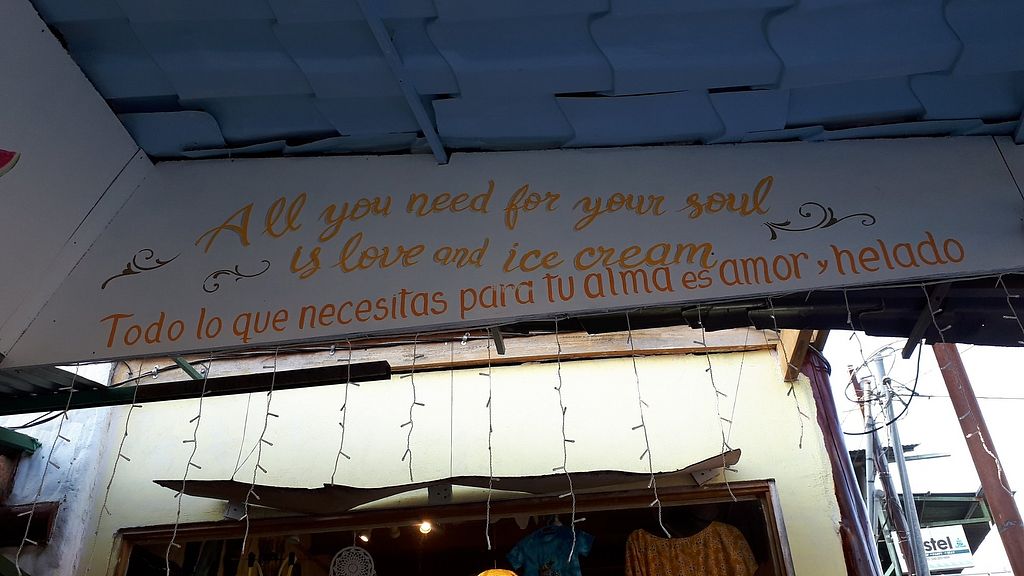 All you need for your soul
is love and ice cream
Todo lo que necesitas para tu alma es amor y helado
stel